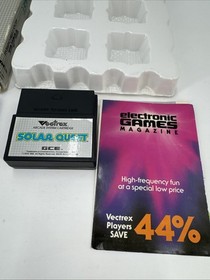 Vectrex
SOLAR QUEST
GCE
electronic
GAMES
MAGAZINE
High-frequency fun
at a special low price
Vectrex
Players
SAVE
44%